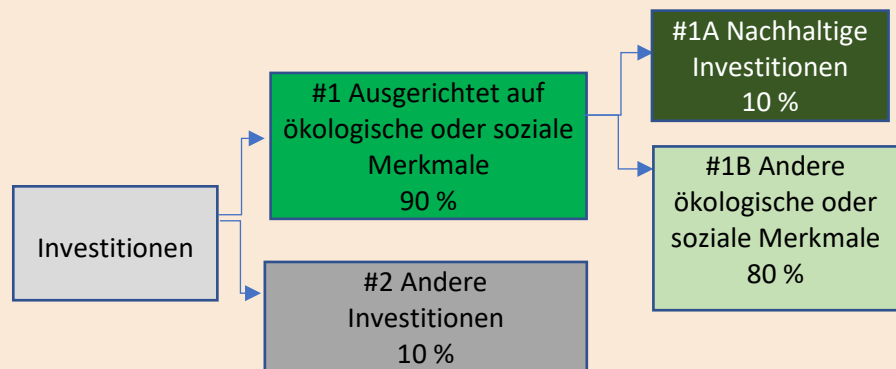 Investitionen
#1 Ausgerichtet auf
ökologische oder soziale
Merkmale
90 %
#2 Andere
Investitionen
10 %
#1A Nachhaltige
Investitionen
10 %
#1B Andere
ökologische oder
soziale Merkmale
80 %